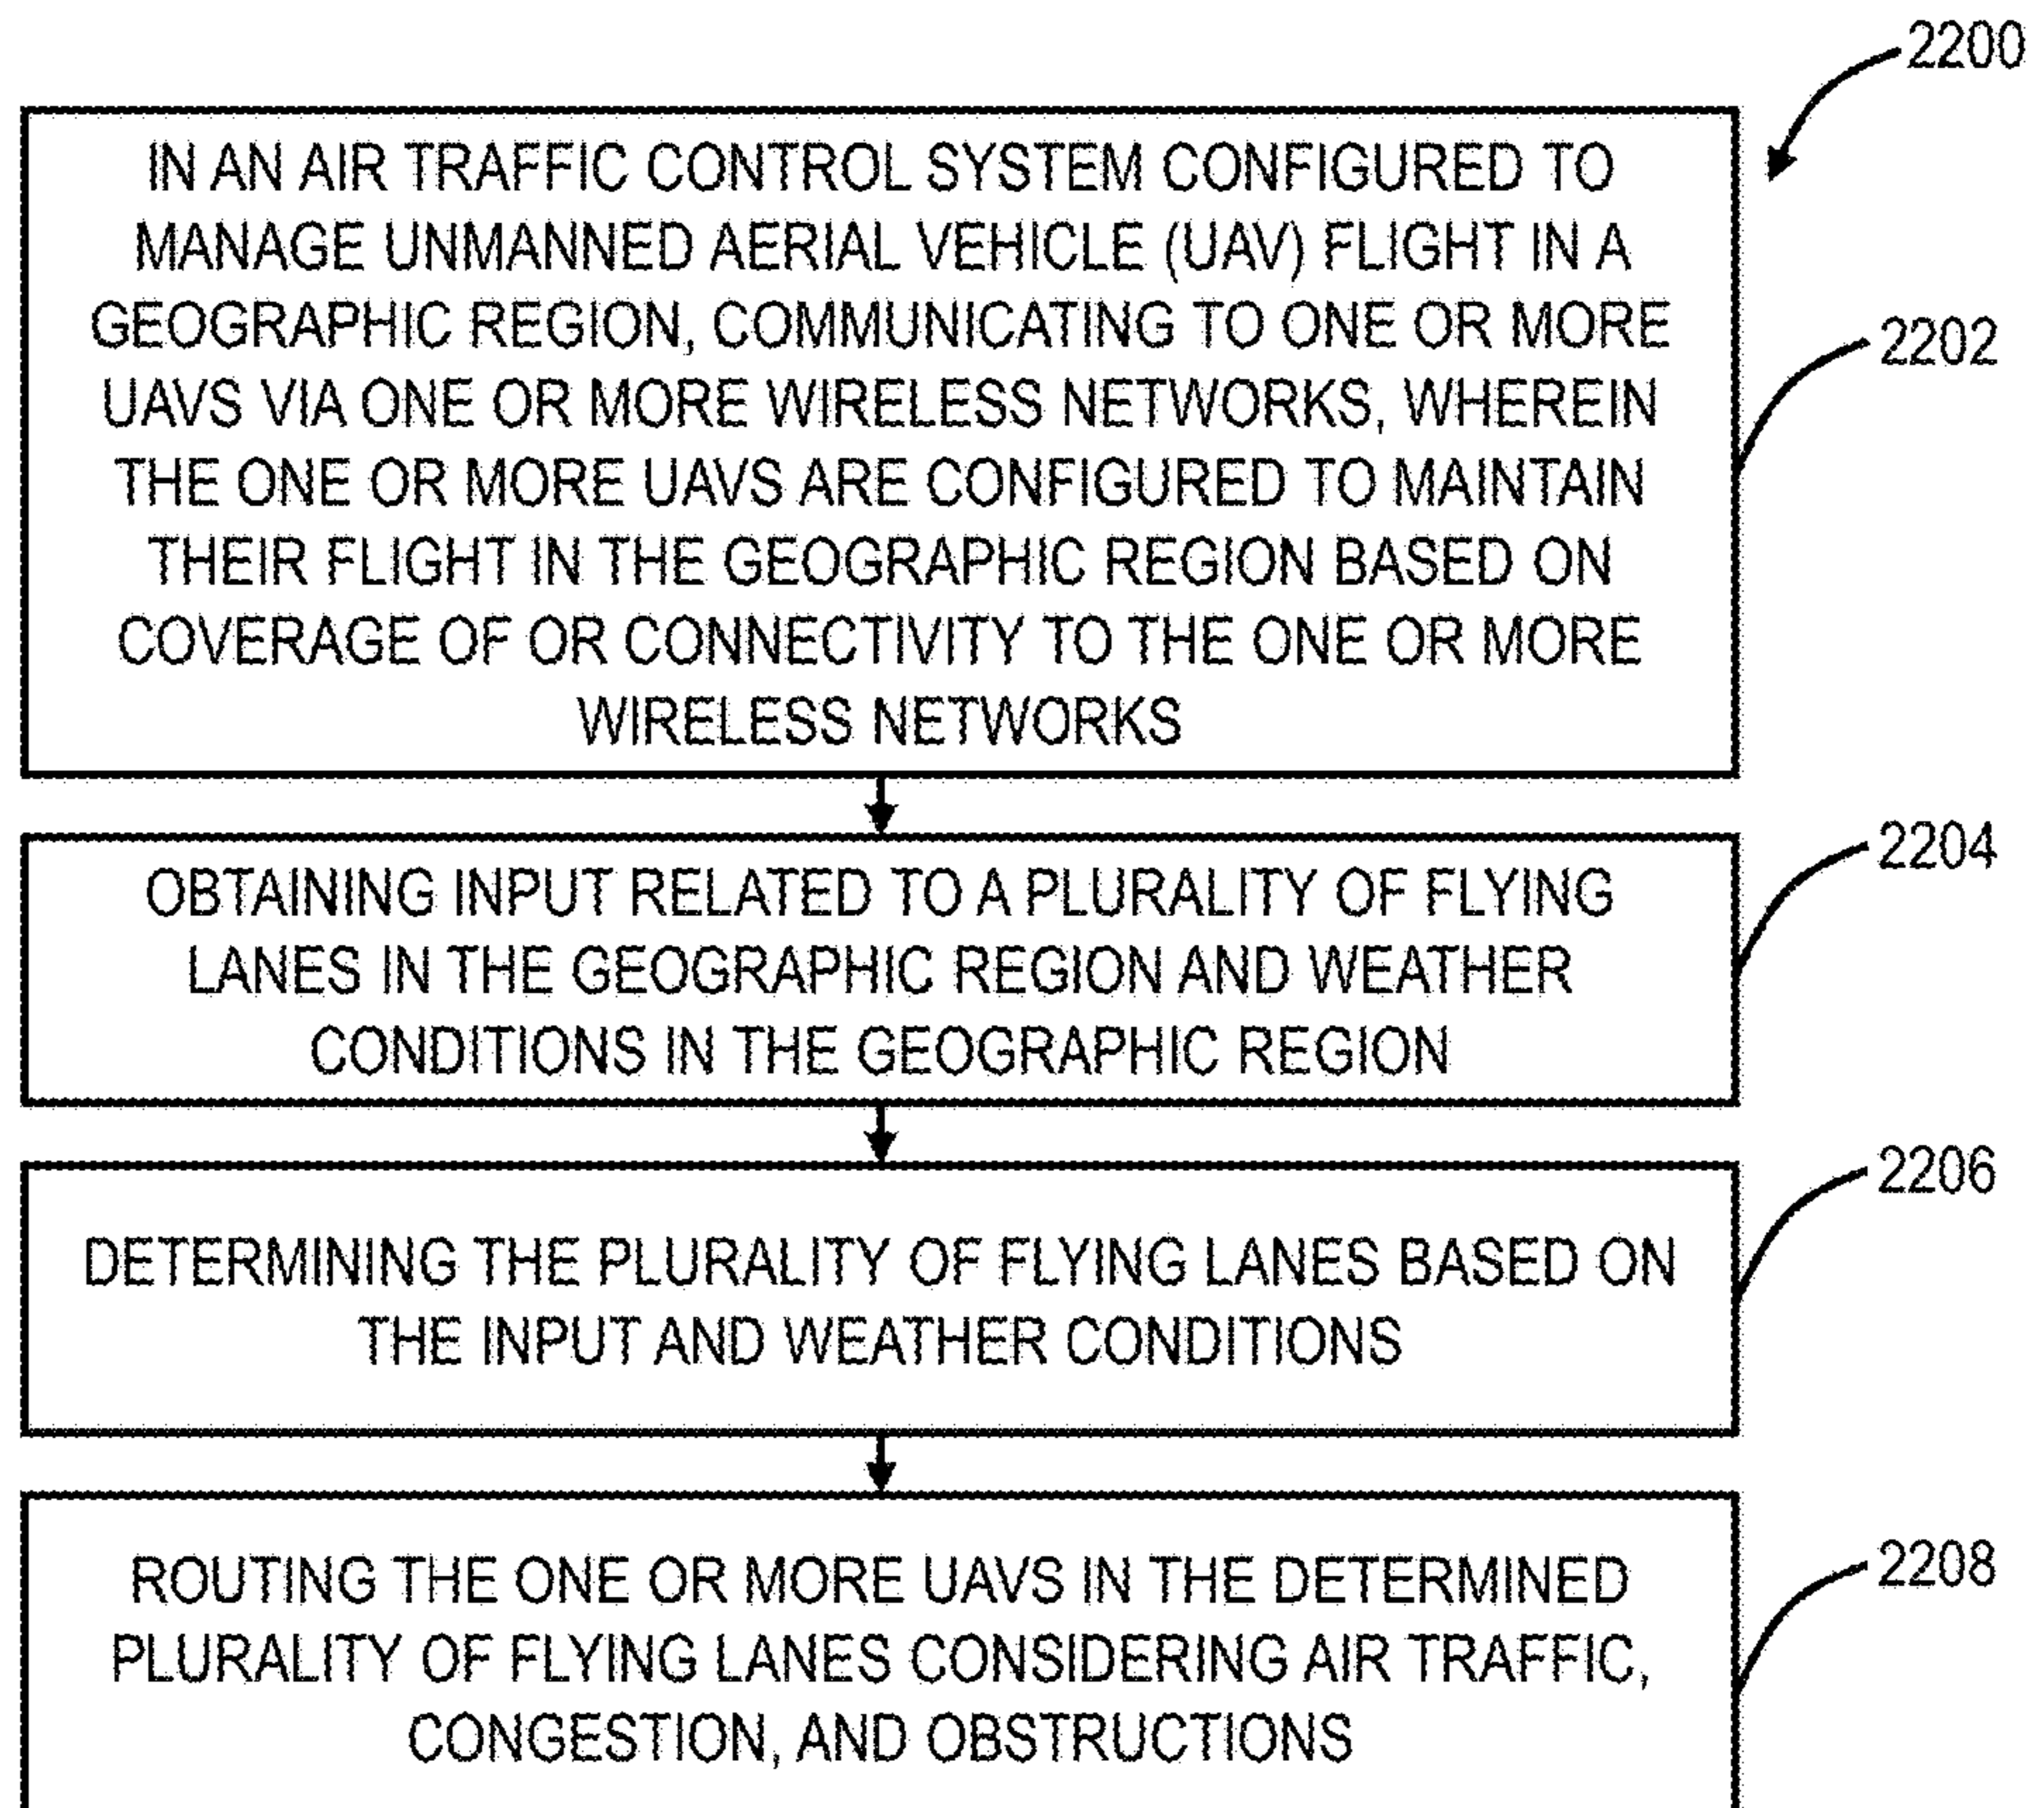 2200
IN AN AIR TRAFFIC CONTROL SYSTEM CONFIGURED TO
MANAGE UNMANNED AERIAL VEHICLE (UAV) FLIGHT IN A
GEOGRAPHIC REGION, COMMUNICATING TO ONE OR MORE
UAVS VIA ONE OR MORE WIRELESS NETWORKS, WHEREIN
THE ONE OR MORE UAVS ARE CONFIGURED TO MAINTAIN
THEIR FLIGHT IN THE GEOGRAPHIC REGION BASED ON
COVERAGE OF OR CONNECTIVITY TO THE ONE OR MORE
WIRELESS NETWORKS
2202
OBTAINING INPUT RELATED TO A PLURALITY OF FLYING
LANES IN THE GEOGRAPHIC REGION AND WEATHER
CONDITIONS IN THE GEOGRAPHIC REGION
2204
DETERMINING THE PLURALITY OF FLYING LANES BASED ON
THE INPUT AND WEATHER CONDITIONS
2206
ROUTING THE ONE OR MORE UAVS IN THE DETERMINED
PLURALITY OF FLYING LANES CONSIDERING AIR TRAFFIC,
CONGESTION, AND OBSTRUCTIONS
2208